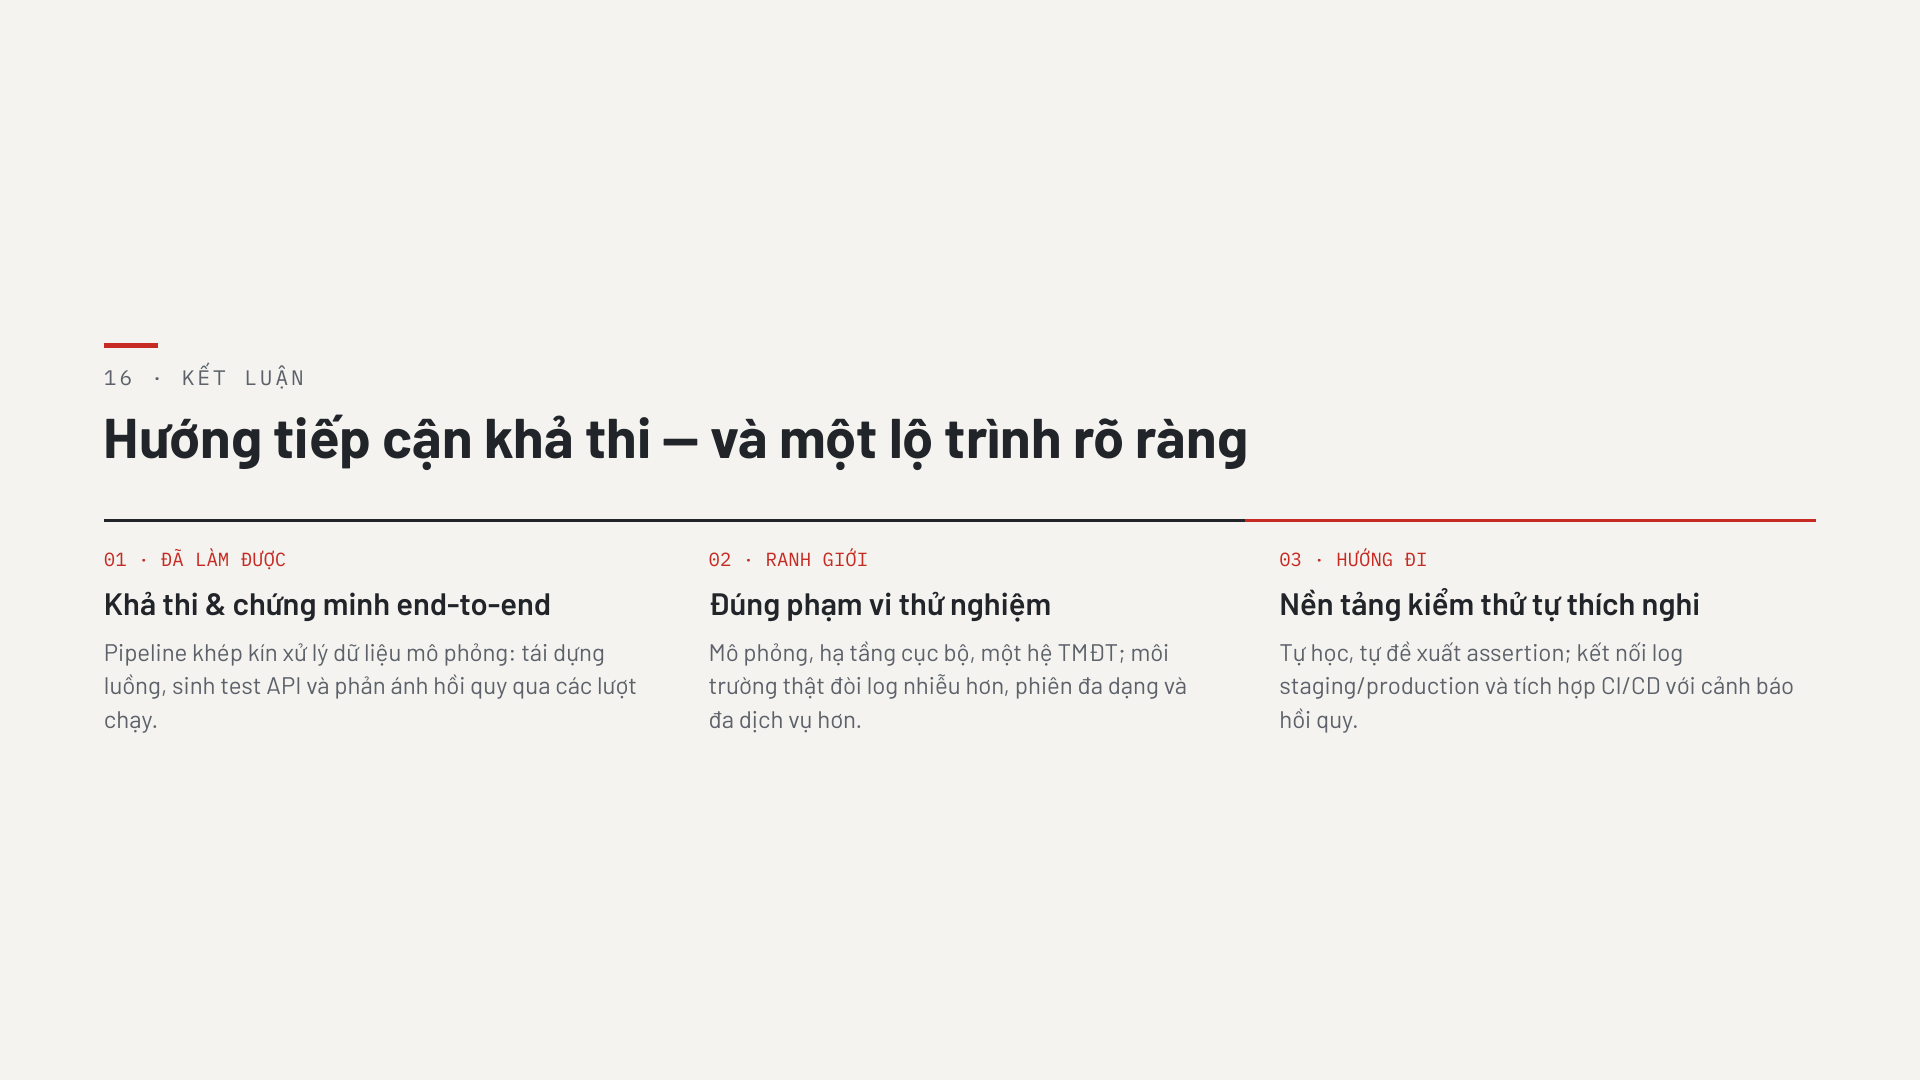 16 · KẾT LUẬN
Hướng tiếp cận khả thi — và một lộ trình rõ ràng
01 · ĐÃ LÀM ĐƯỢC
Khả thi & chứng minh end-to-end
Pipeline khép kín xử lý dữ liệu mô phỏng: tái dựng
luồng, sinh test API và phản ánh hồi quy qua các lượt
chạy.
02 · RANH GIỚI
Đúng phạm vi thử nghiệm
Mô phỏng, hạ tầng cục bộ, một hệ TMĐT; môi
trường thật đòi log nhiễu hơn, phiên đa dạng và
đa dịch vụ hơn.
03 · HƯỚNG ĐI
Nền tảng kiểm thử tự thích nghi
Tự học, tự đề xuất assertion; kết nối log
staging/production và tích hợp CI/CD với cảnh báo
hồi quy.